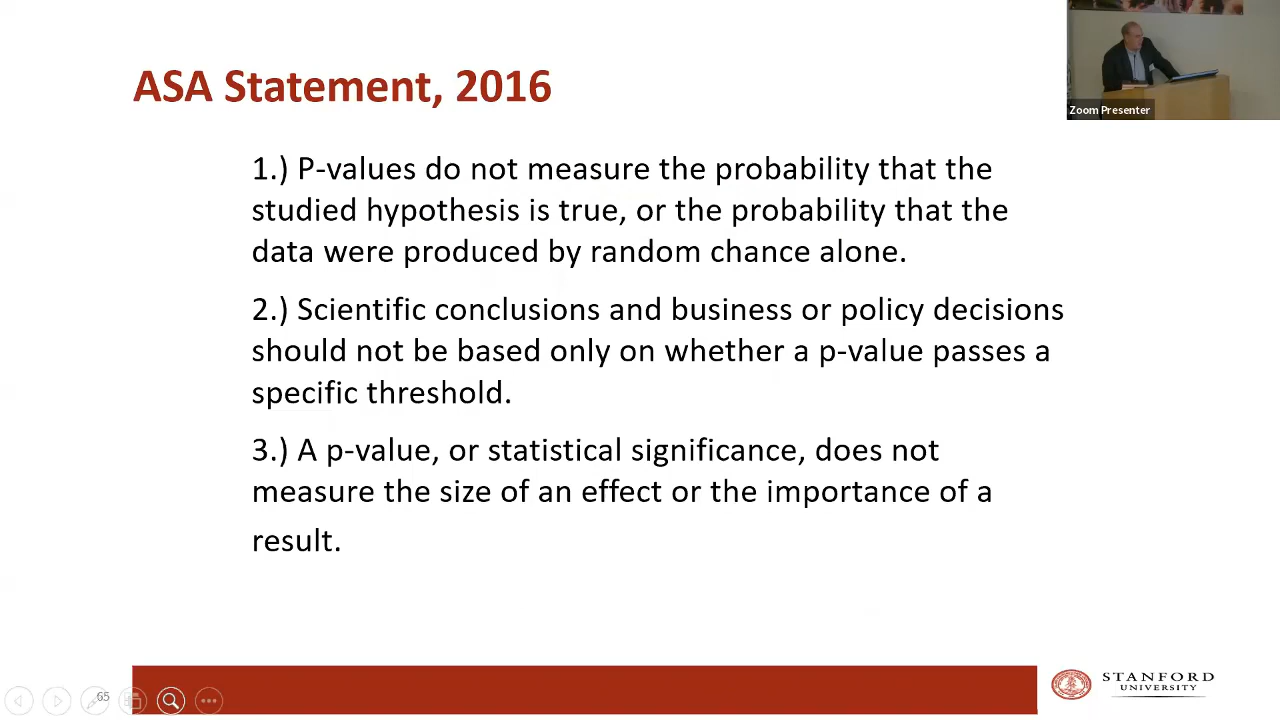 ASA Statement, 2016
Zoom Presenter
1.) P-values do not measure the probability that the
studied hypothesis is true, or the probability that the
data were produced by random chance alone.
2.) Scientific conclusions and business or policy decisions
should not be based only on whether a p-value passes a
specific threshold.
3.) A p-value, or statistical significance, does not
measure the size of an effect or the importance of a
result.
65
STANFORD
UNIVERSITY